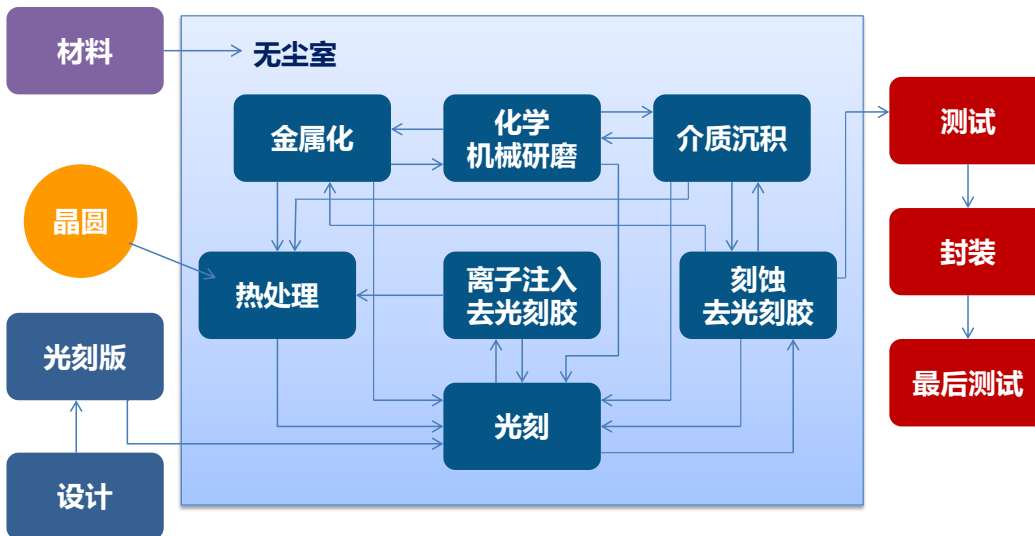 材料
无尘室
金属化
化学
机械研磨
介质沉积
测试
晶圆
封装
热处理
离子注入
去光刻胶
刻蚀
去光刻胶
光刻版
最后测试
光刻
设计